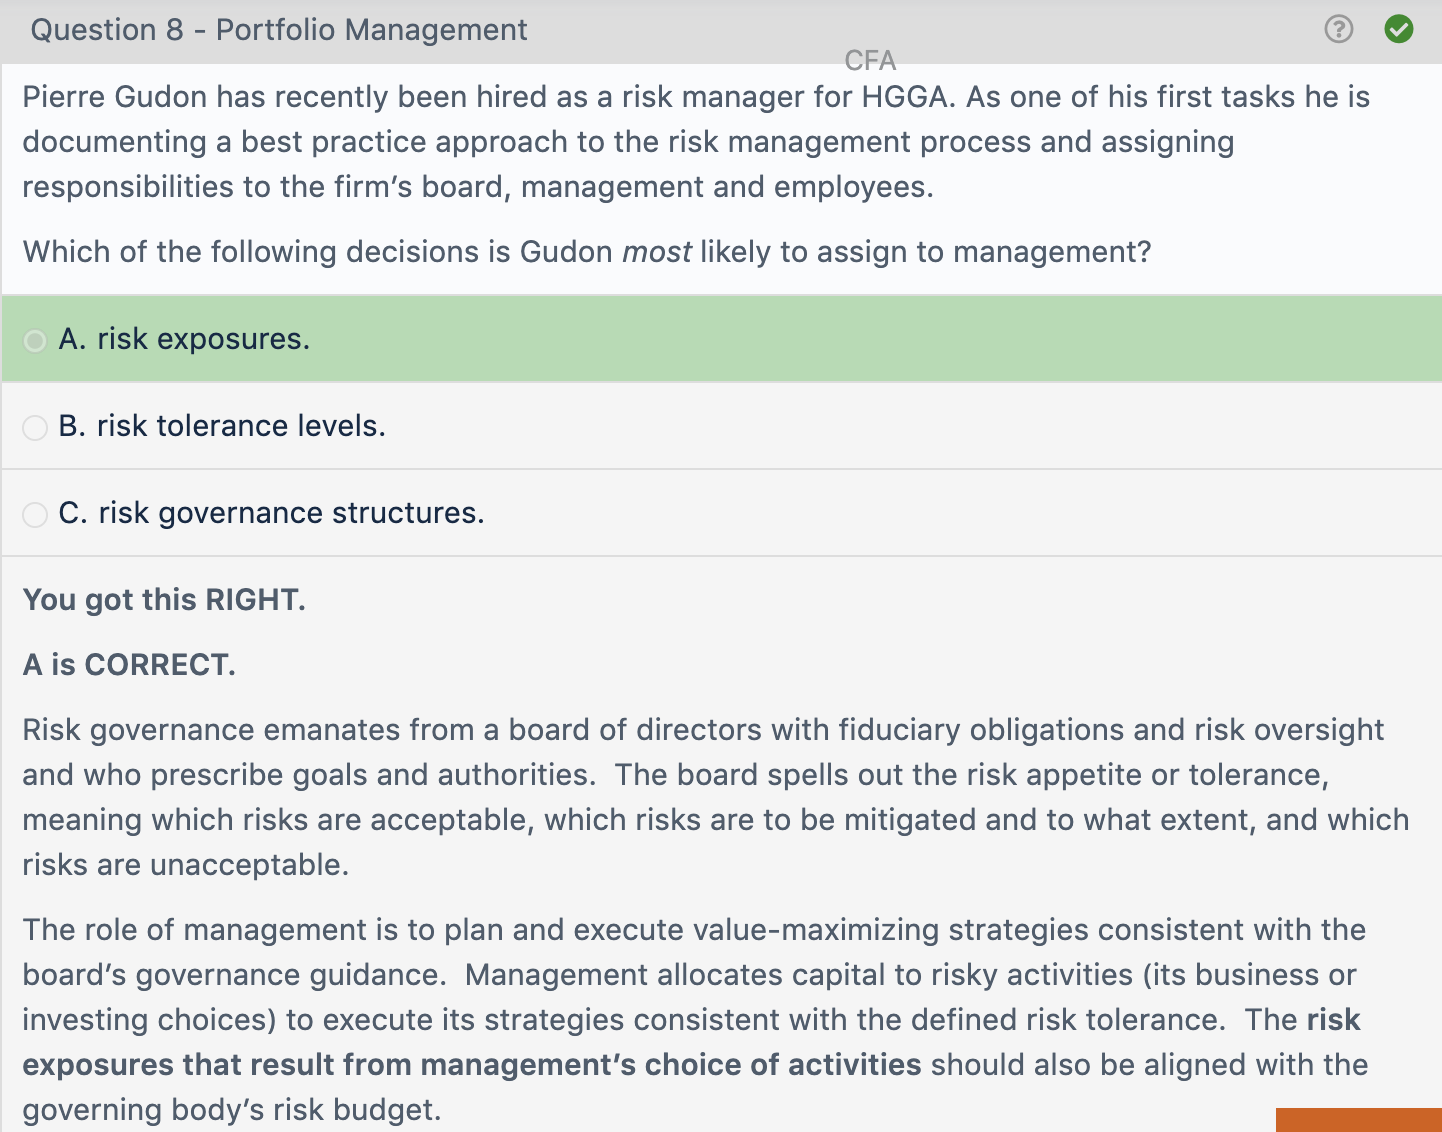 Question 8 - Portfolio Management
?
CFA
Pierre Gudon has recently been hired as a risk manager for HGGA. As one of his first tasks he is
documenting a best practice approach to the risk management process and assigning
responsibilities to the firm’s board, management and employees.
Which of the following decisions is Gudon most likely to assign to management?
A. risk exposures.
B. risk tolerance levels.
C. risk governance structures.
You got this RIGHT.
A is CORRECT.
Risk governance emanates from a board of directors with fiduciary obligations and risk oversight
and who prescribe goals and authorities.  The board spells out the risk appetite or tolerance,
meaning which risks are acceptable, which risks are to be mitigated and to what extent, and which
risks are unacceptable.
The role of management is to plan and execute value-maximizing strategies consistent with the
board’s governance guidance.  Management allocates capital to risky activities (its business or
investing choices) to execute its strategies consistent with the defined risk tolerance.  The risk
exposures that result from management’s choice of activities should also be aligned with the
governing body’s risk budget.